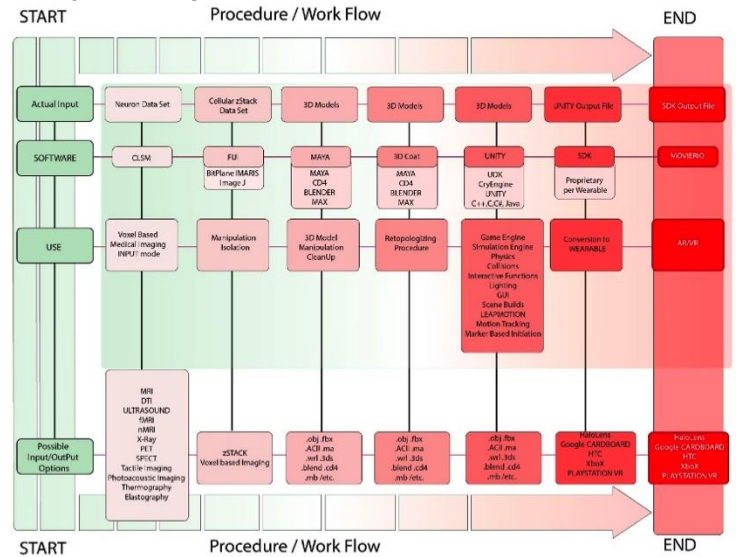 START
Procedure / Work Flow
END
Actual Input
Neuron Data Set
Cellular zStack
Data Set
3D Models
3D Models
3D Models
UNITY Output File
SDK Output File
SOFTWARE
CLSM
FIJI
BitPlane IMARIS
Image J
MAYA
MAYA
CD4
BLENDER
MAX
3D Coat
MAYA
CD4
BLENDER
MAX
UNITY
UDK
CryEngine
UNITY
C++,C,C#, Java
SDK
Proprietary
per Wearable
MOVIERIO
USE
Voxel Based
Medical Imaging
INPUT mode
Manipulation
Isolation
3D Model
Manipulation
CleanUp
Retopologizing
Procedure
Game Engine
Simulation Engine
Physics
Collisions
Interactive Functions
Lighting
GUI
Scene Builds
LEAPMOTION
Motion Tracking
Marker Based Initiation
Conversion to
WEARABLE
AR/VR
Possible
Input/OutPut
Options
MRI
DTI
ULTRASOUND
fMRI
nMRI
X-Ray
PET
SPECT
Tactile Imaging
Photoacoustic Imaging
Thermography
Elastography
zSTACK
Voxel based Imaging
.obj .fbx
.ACII .ma
.wrl .3ds
.blend .cd4
.mb /etc.
.obj .fbx
.ACII .ma
.wrl .3ds
.blend .cd4
.mb /etc.
.obj .fbx
.ACII .ma
.wrl .3ds
.blend .cd4
.mb /etc.
HaloLens
Google CARDBOARD
HTC
XboX
PLAYSTATION VR
HaloLens
Google CARDBOARD
HTC
XboX
PLAYSTATION VR
START
Procedure / Work Flow
END